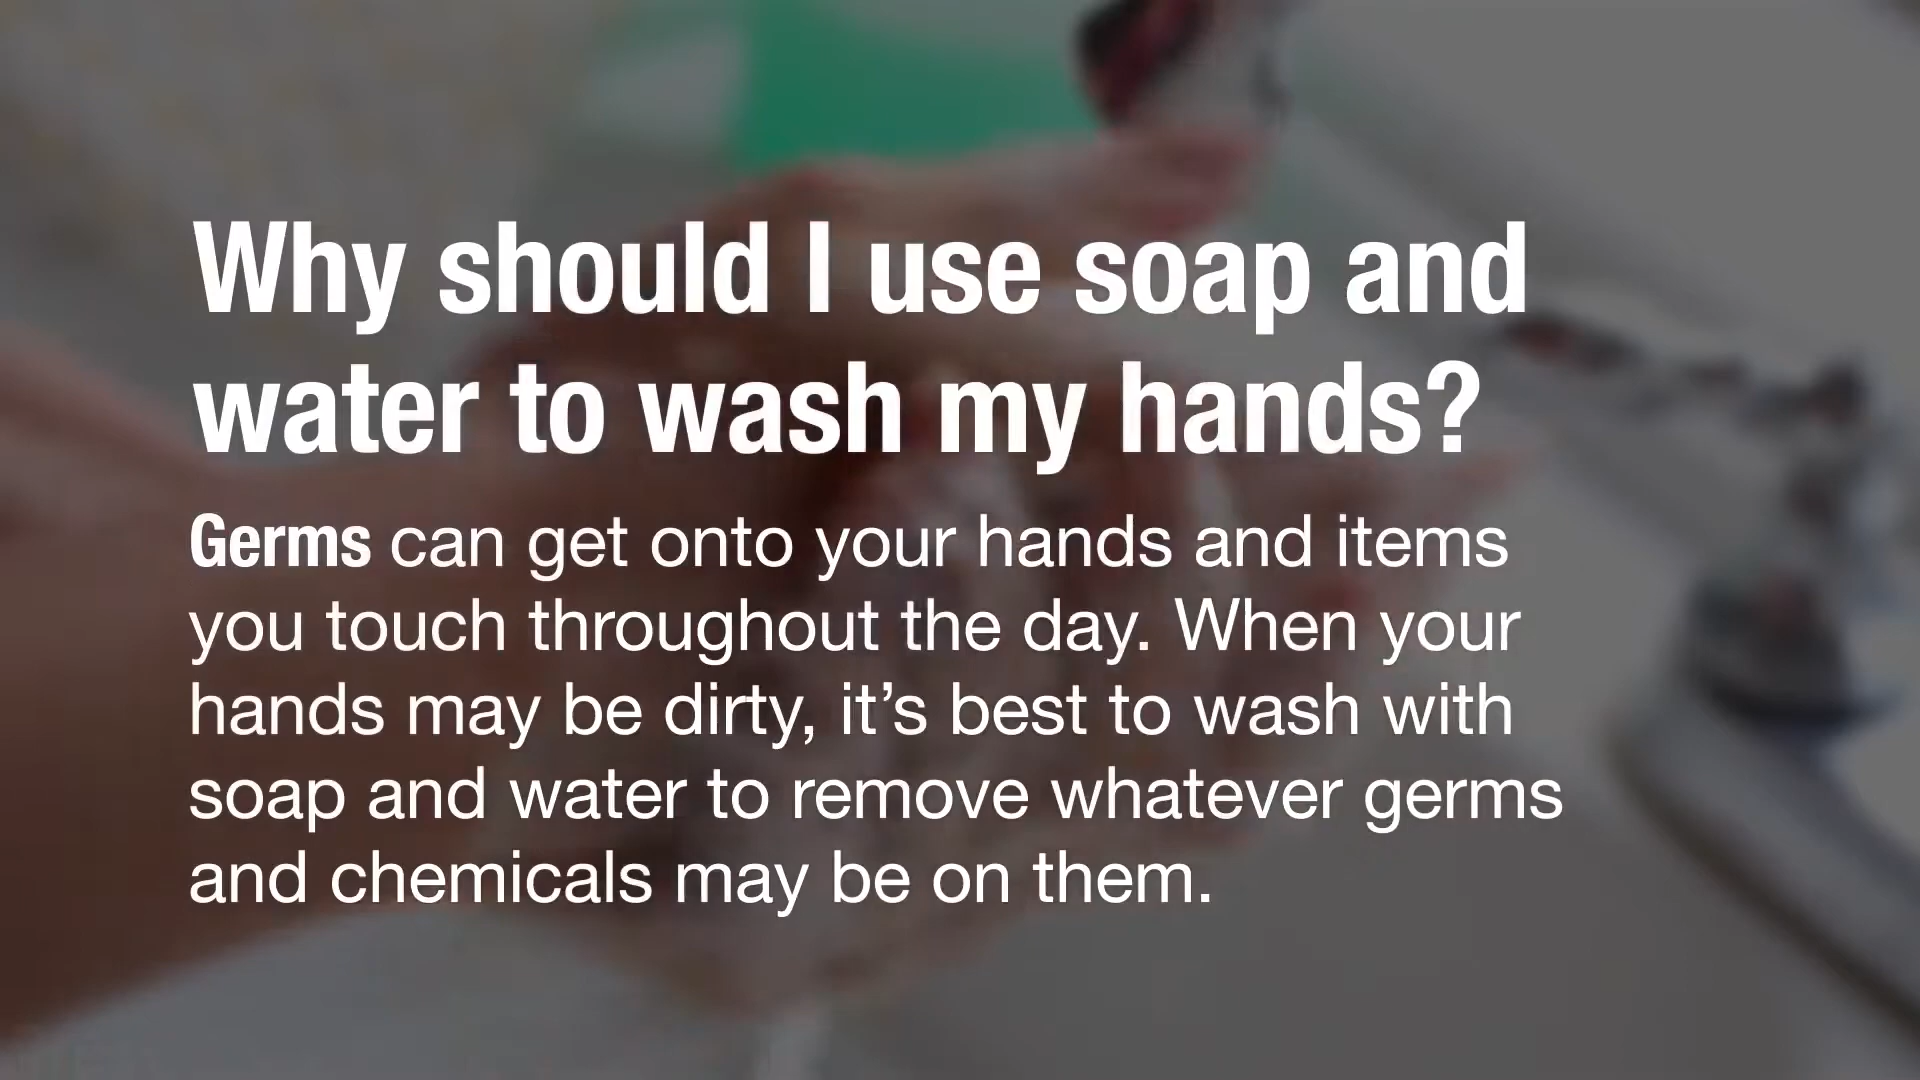 Why should I use soap and
water to wash my hands?
Germs can get onto your hands and items
you touch throughout the day. When your
hands may be dirty, it’s best to wash with
soap and water to remove whatever germs
and chemicals may be on them.